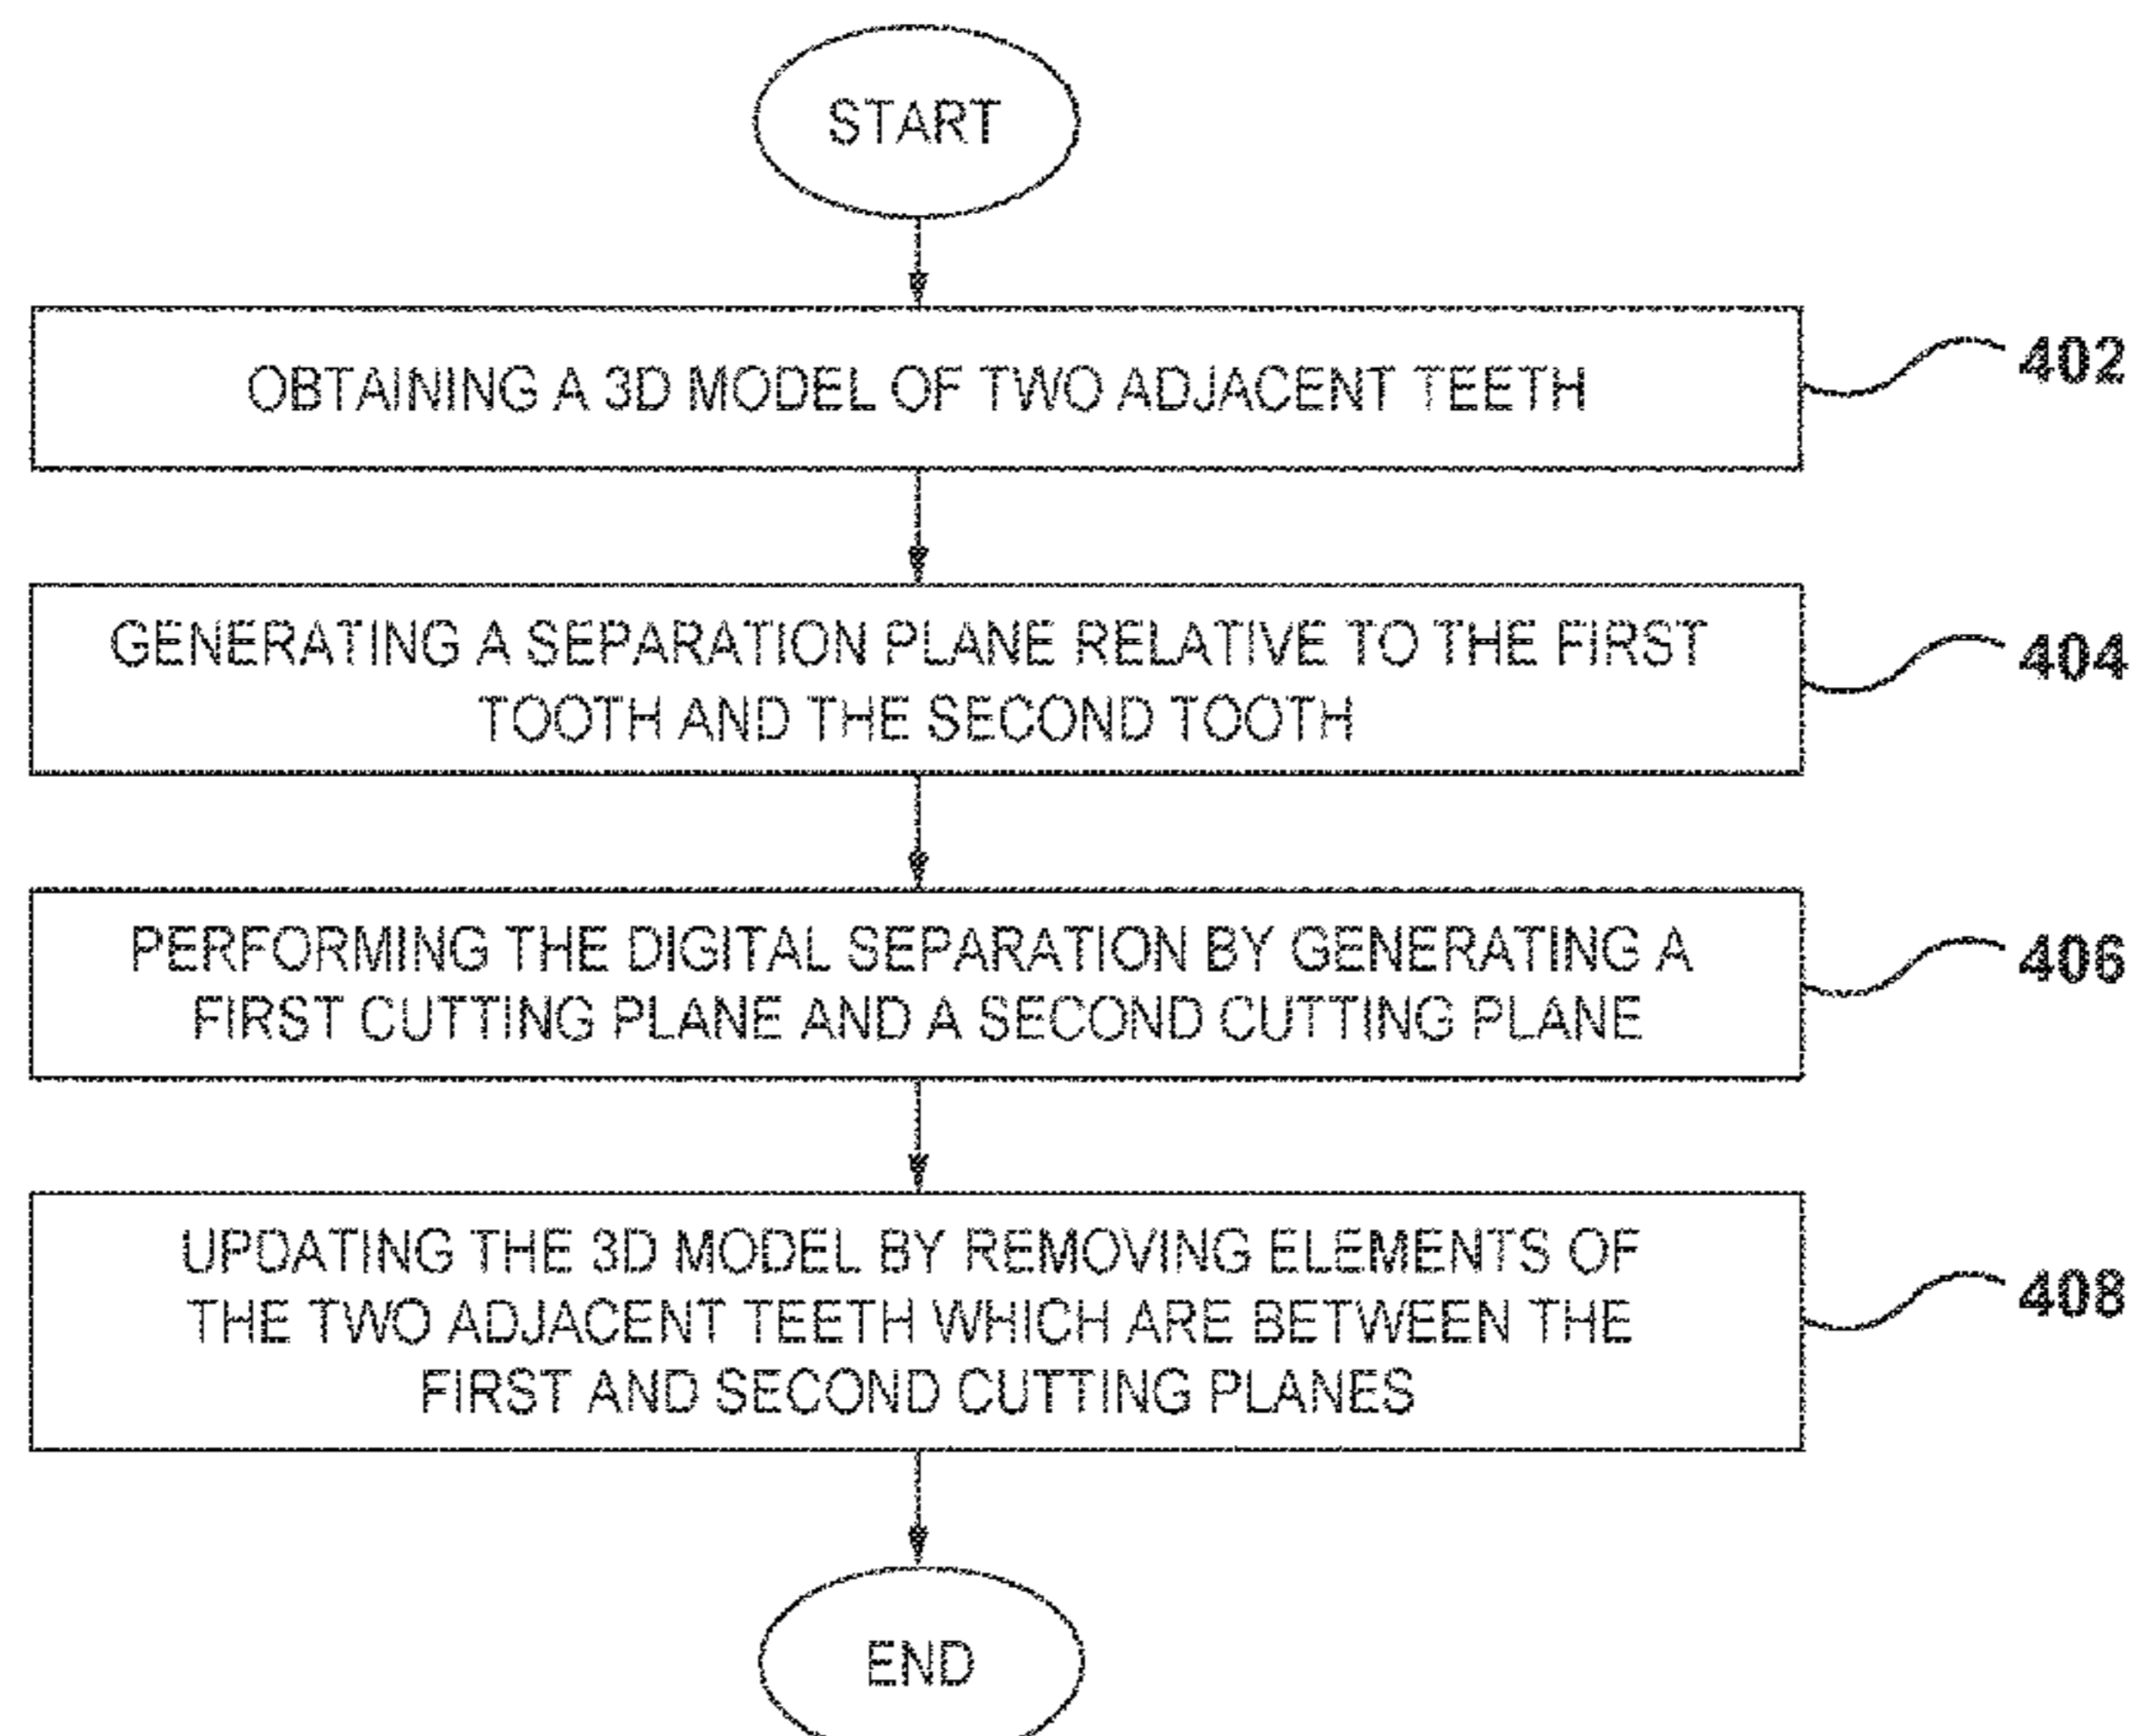 START
OBTAINING A 3D MODEL OF TWO ADJACENT TEETH
402
GENERATING A SEPARATION PLANE RELATIVE TO THE FIRST
TOOTH AND THE SECOND TOOTH
404
PERFORMING THE DIGITAL SEPARATION BY GENERATING A
FIRST CUTTING PLANE AND A SECOND CUTTING PLANE
406
UPDATING THE 3D MODEL BY REMOVING ELEMENTS OF
THE TWO ADJACENT TEETH WHICH ARE BETWEEN THE
FIRST AND SECOND CUTTING PLANES
408
END